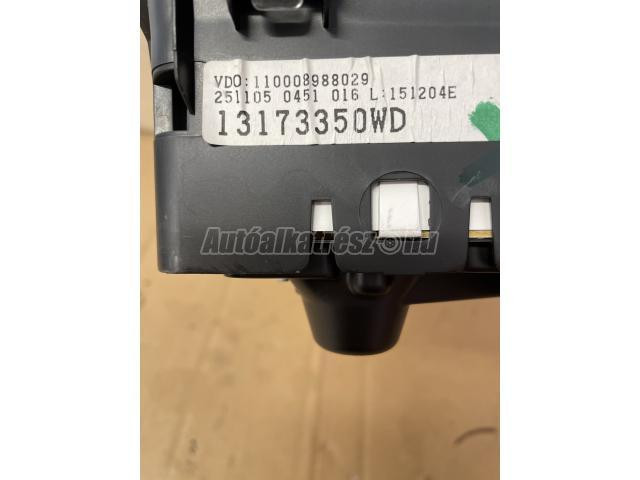 VDO:110008988029
251105 0451 016 L:151204E
13173350WD
Autóalkatrész.hu